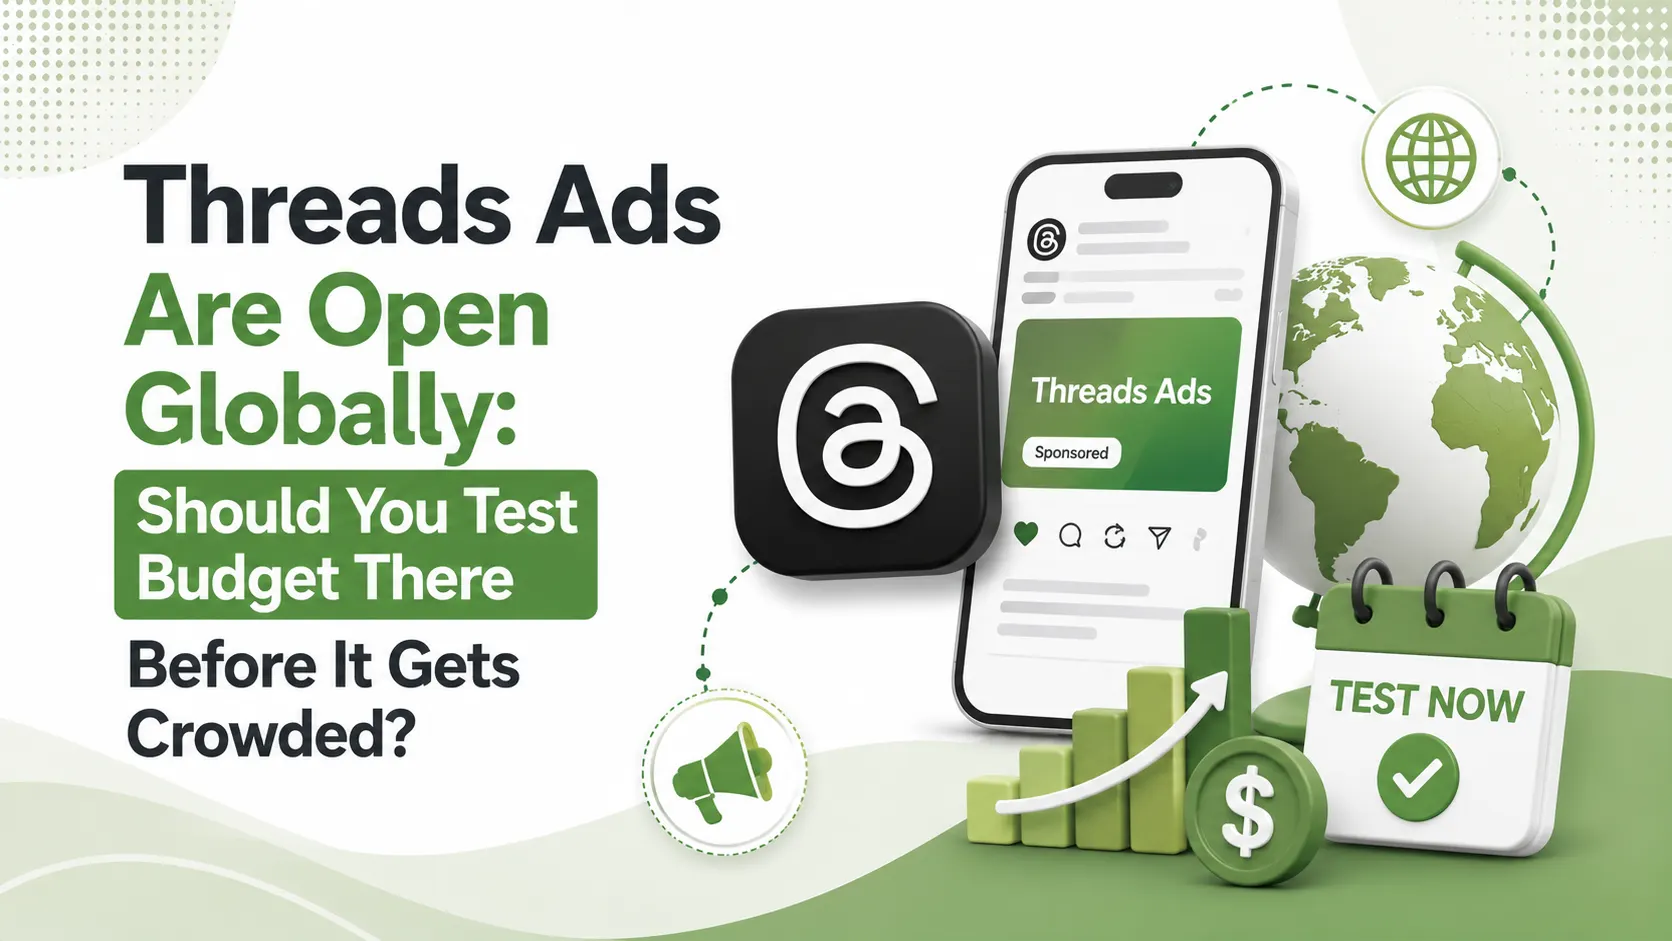 Threads Ads
Are Open
Globally:
Should You Test
Budget There
Before It Gets
Crowded?
Threads Ads
Sponsored
TEST NOW
$